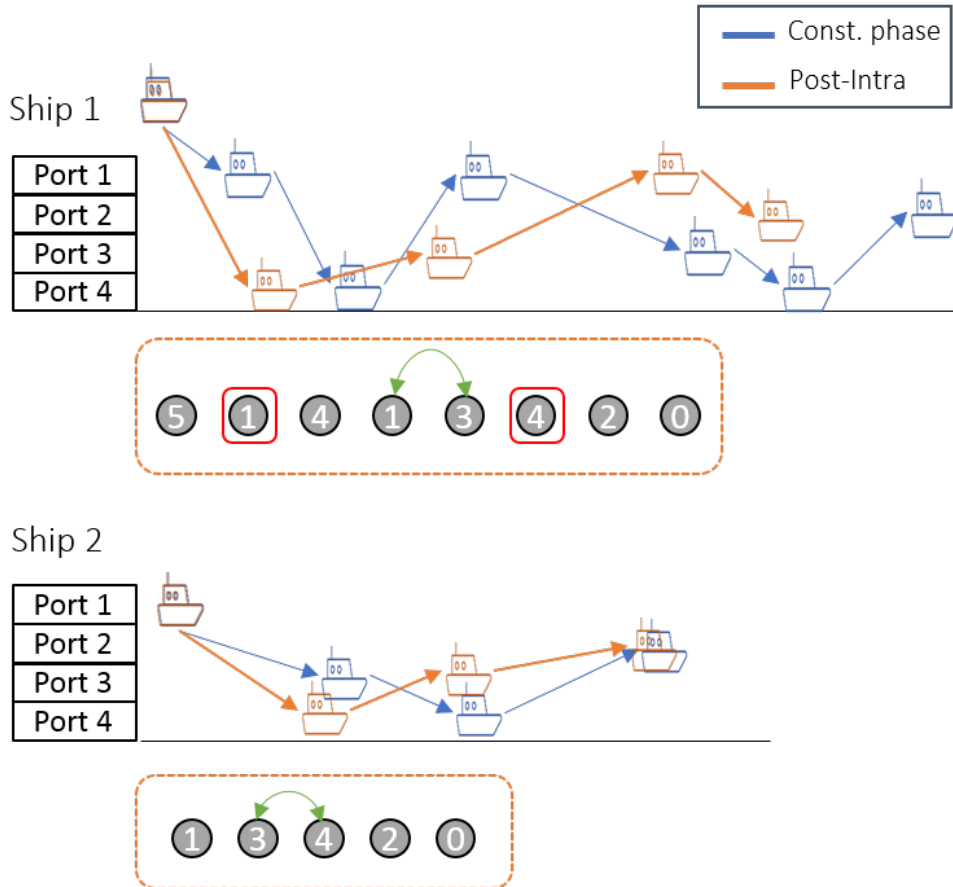 Const. phase
Post-Intra
Ship 1
Port 1
Port 2
Port 3
Port 4
5 1 4 1 3 4 2 0
Ship 2
Port 1
Port 2
Port 3
Port 4
1 3 4 2 0